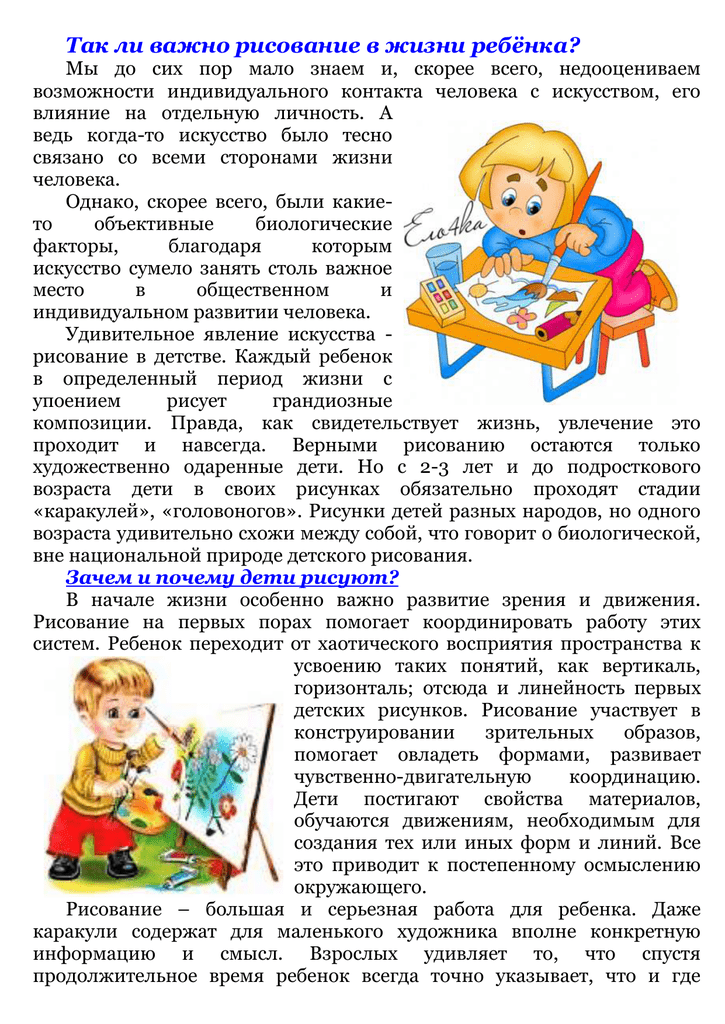 Так ли важно рисование в жизни ребёнка?
Мы до сих пор мало знаем и, скорее всего, недооцениваем
возможности индивидуального контакта человека с искусством, его
влияние на отдельную личность. А
ведь когда-то искусство было тесно
связано со всеми сторонами жизни
человека.
Однако, скорее всего, были какие-
то объективные биологические
факторы, благодаря которым
искусство сумело занять столь важное
место в общественном и
индивидуальном развитии человека.
Удивительное явление искусства -
рисование в детстве. Каждый ребенок
в определенный период жизни с
упоением рисует грандиозные
композиции. Правда, как свидетельствует жизнь, увлечение это
проходит и навсегда. Верными рисованию остаются только
художественно одаренные дети. Но с 2-3 лет и до подросткового
возраста дети в своих рисунках обязательно проходят стадии
«каракулей», «головоногов». Рисунки детей разных народов, но одного
возраста удивительно схожи между собой, что говорит о биологической,
вне национальной природе детского рисования.
Зачем и почему дети рисуют?
В начале жизни особенно важно развитие зрения и движения.
Рисование на первых порах помогает координировать работу этих
систем. Ребенок переходит от хаотического восприятия пространства к
усвоению таких понятий, как вертикаль,
горизонталь; отсюда и линейность первых
детских рисунков. Рисование участвует в
конструировании зрительных образов,
помогает овладеть формами, развивает
чувственно-двигательную координацию.
Дети постигают свойства материалов,
обучаются движениям, необходимым для
создания тех или иных форм и линий. Все
это приводит к постепенному осмыслению
окружающего.
Рисование – большая и серьезная работа для ребенка. Даже
каракули содержат для маленького художника вполне конкретную
информацию и смысл. Взрослых удивляет то, что спустя
продолжительное время ребенок всегда точно указывает, что и где
Ело4ka